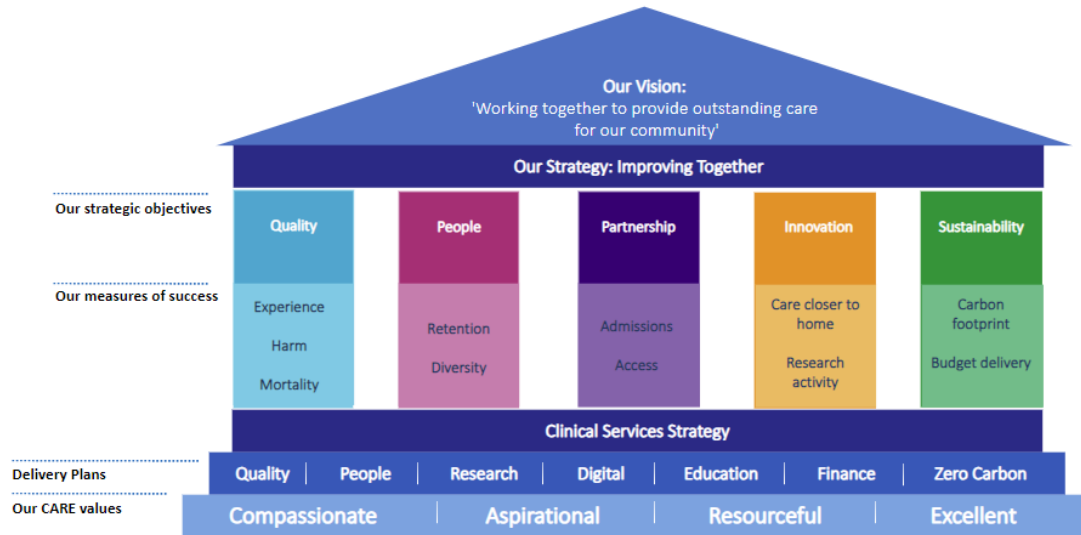 Our Vision:
'Working together to provide outstanding care
for our community'
Our Strategy: Improving Together
Our strategic objectives
Quality
People
Partnership
Innovation
Sustainability
Our measures of success
Experience
Harm
Mortality
Retention
Diversity
Admissions
Access
Care closer to
home
Research
activity
Carbon
footprint
Budget delivery
Clinical Services Strategy
Delivery Plans
Quality
People
Research
Digital
Education
Finance
Zero Carbon
Our CARE values
Compassionate
Aspirational
Resourceful
Excellent